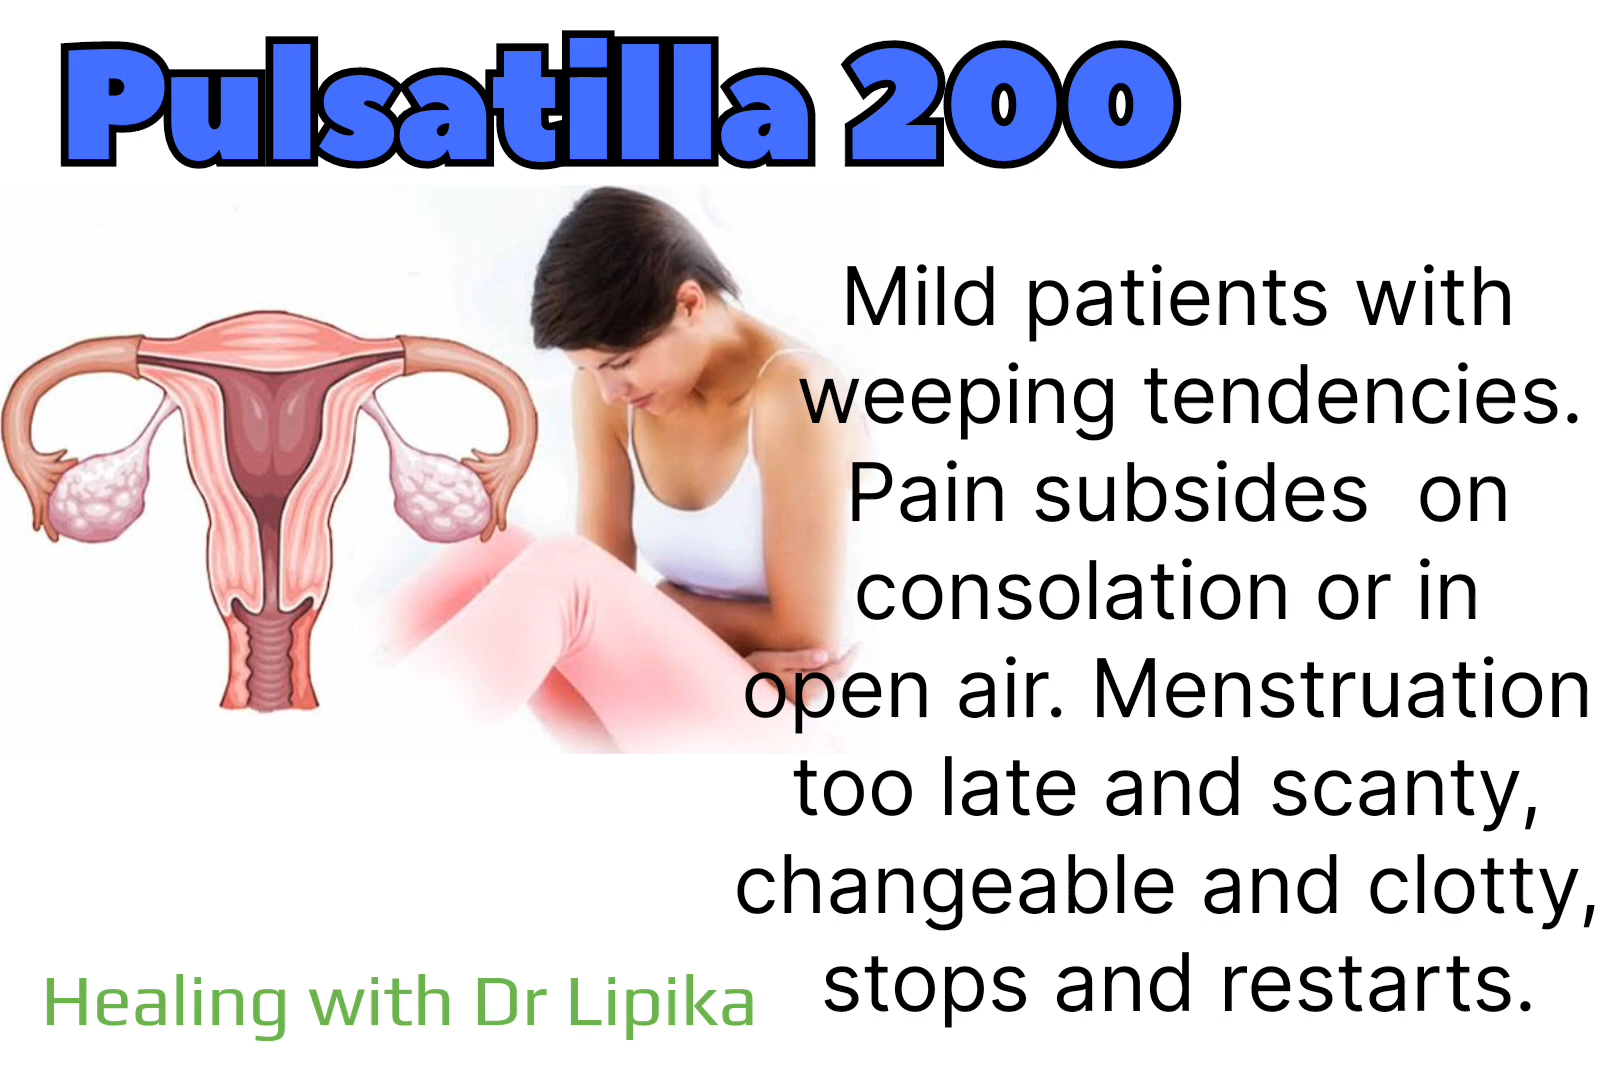 Pulsatilla 200
Mild patients with
weeping tendencies.
Pain subsides  on
consolation or in
open air. Menstruation
too late and scanty,
changeable and clotty,
stops and restarts.
Healing with Dr Lipika